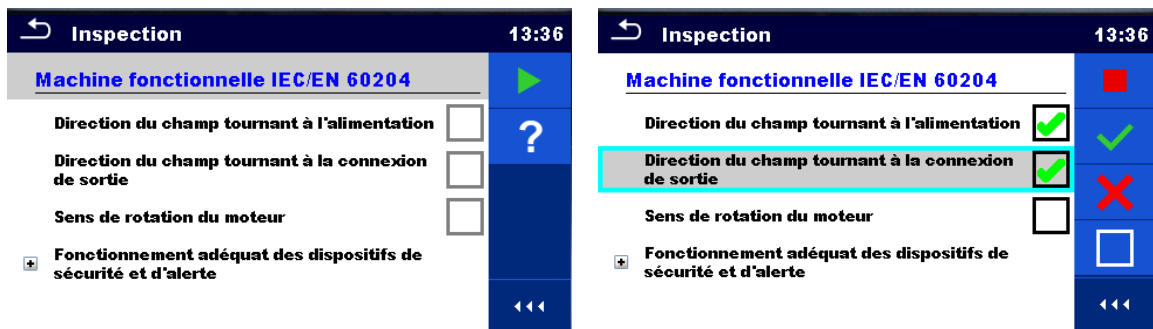 Inspection 13:36
Machine fonctionnelle IEC/EN 60204
Direction du champ tournant à l'alimentation
?
Direction du champ tournant à la connexion
de sortie
Sens de rotation du moteur
Fonctionnement adéquat des dispositifs de
sécurité et d'alerte
Inspection 13:36
Machine fonctionnelle IEC/EN 60204
Direction du champ tournant à l'alimentation
Direction du champ tournant à la connexion
de sortie
Sens de rotation du moteur
Fonctionnement adéquat des dispositifs de
sécurité et d'alerte